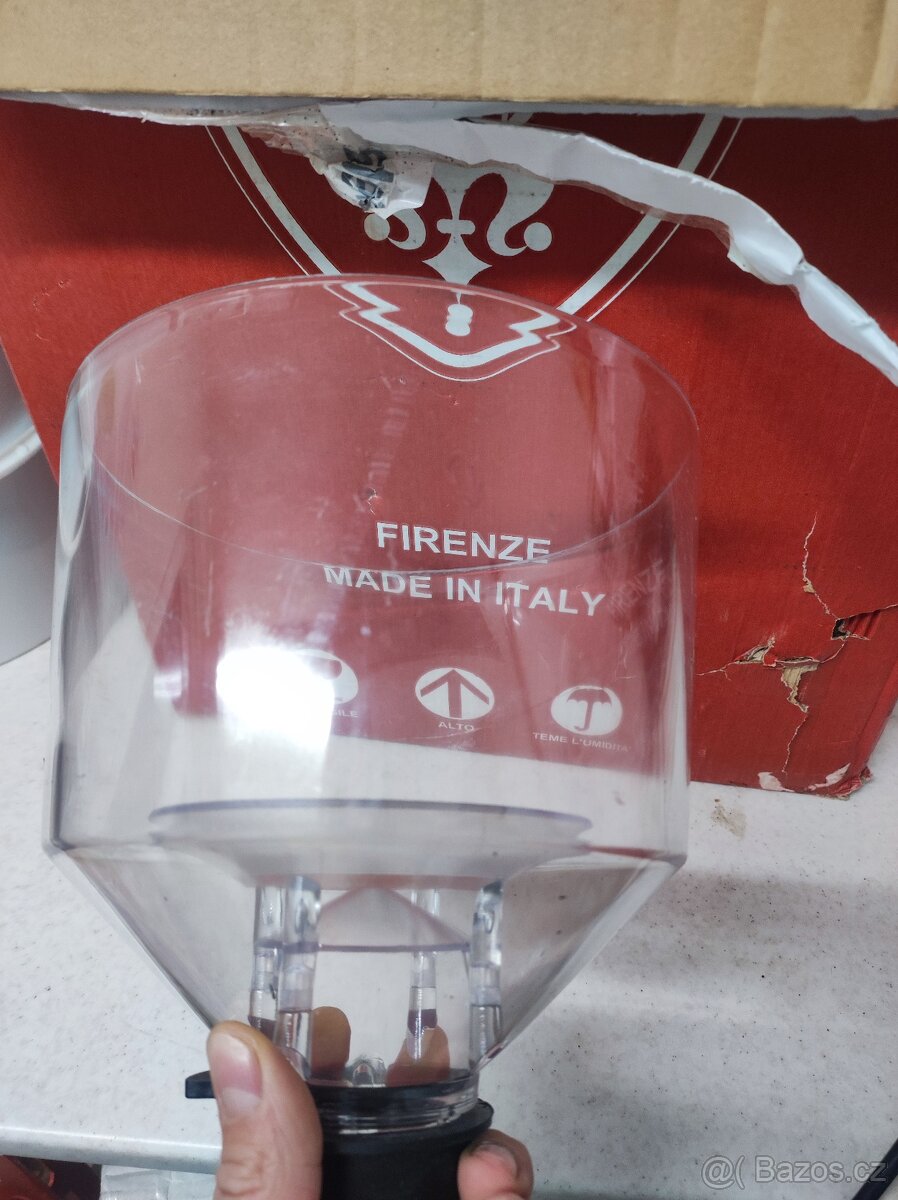 FIRENZE
MADE IN ITALY
ALTO
TEME L'UMIDITA'
@( Bazos.cz